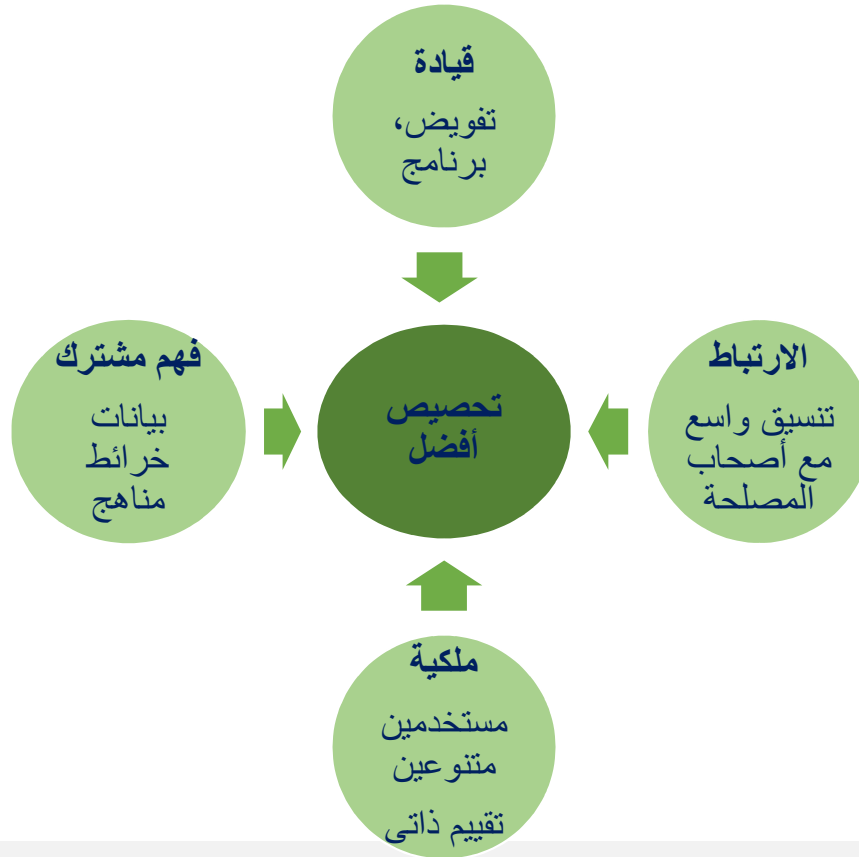 قيادة
تفويض،
برنامج
الارتباط
تنسيق واسع
مع أصحاب
المصلحة
تحصيص
أفضل
فهم مشترك
بيانات
خرائط
مناهج
ملكية
مستخدمين
متنوعين
تقييم ذاتى